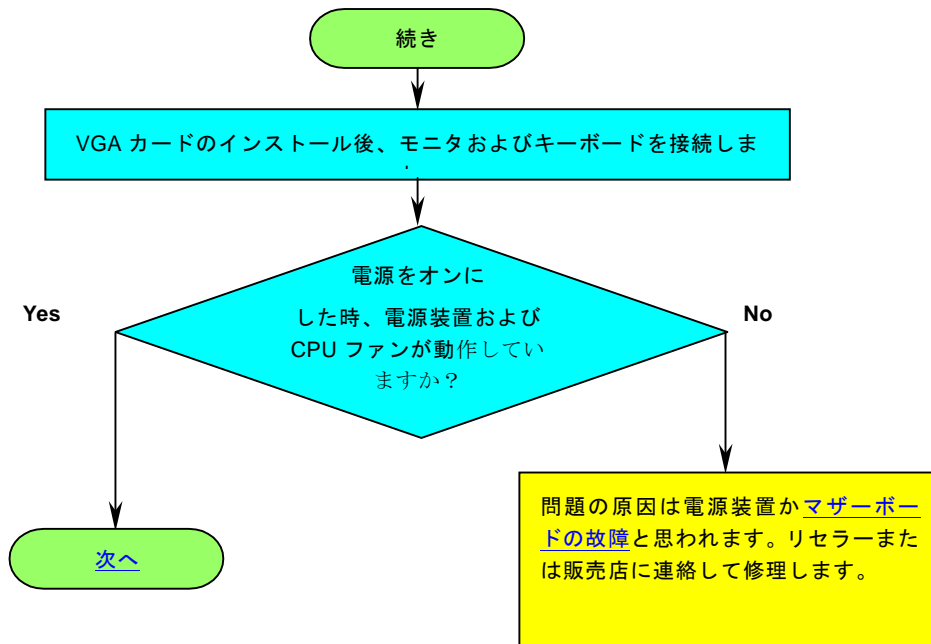 続き
VGA カードのインストール後、モニタおよびキーボードを接続しま
電源をオンに
した時、電源装置および
CPU ファンが動作してい
ますか？
Yes
No
問題の原因は電源装置かマザーボー
ドの故障と思われます。リセラーまた
は販売店に連絡して修理します。
次へ